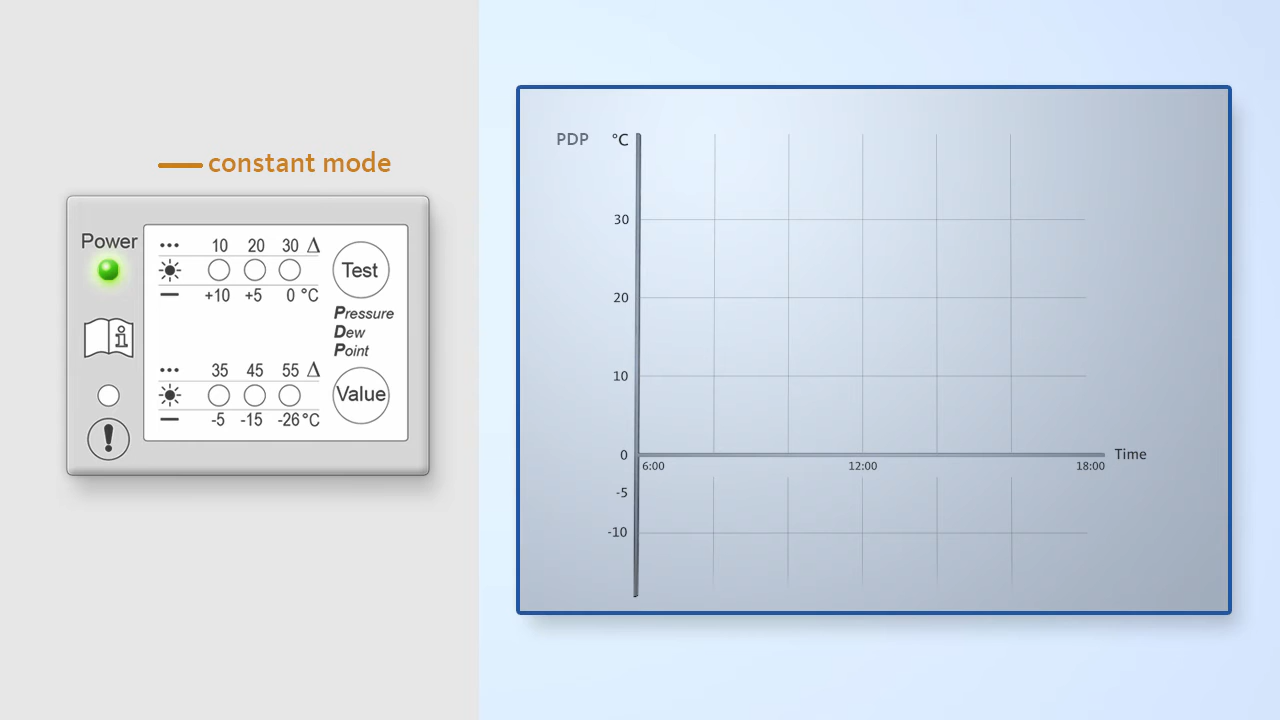 constant mode
Power
••• 10 20 30 Δ
+10 +5 0 °C
Test
Pressure
Dew
Point
••• 35 45 55 Δ
-5 -15 -26 °C
Value
i
!
PDP °C
30
20
10
0
-5
-10
6:00 12:00 18:00
Time